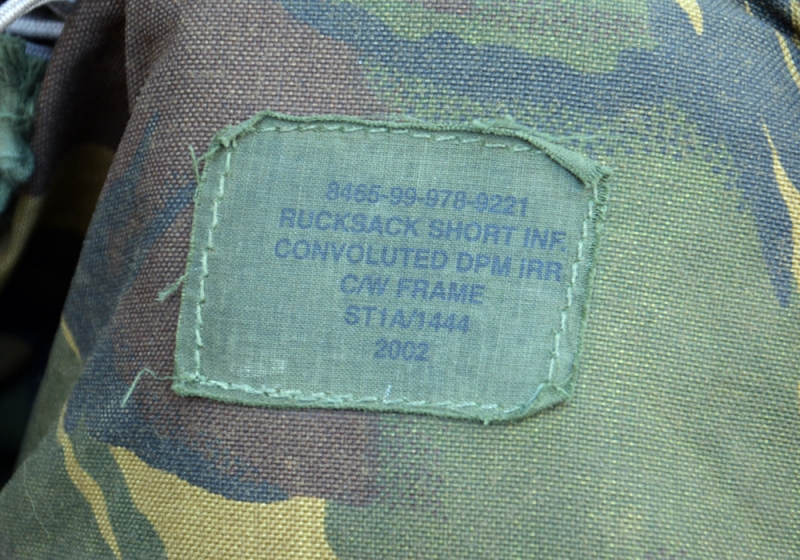 8465-99-978-9221
RUCKSACK SHORT INF.
CONVOLUTED DPM IRR
C/W FRAME
ST1A/1444
2002